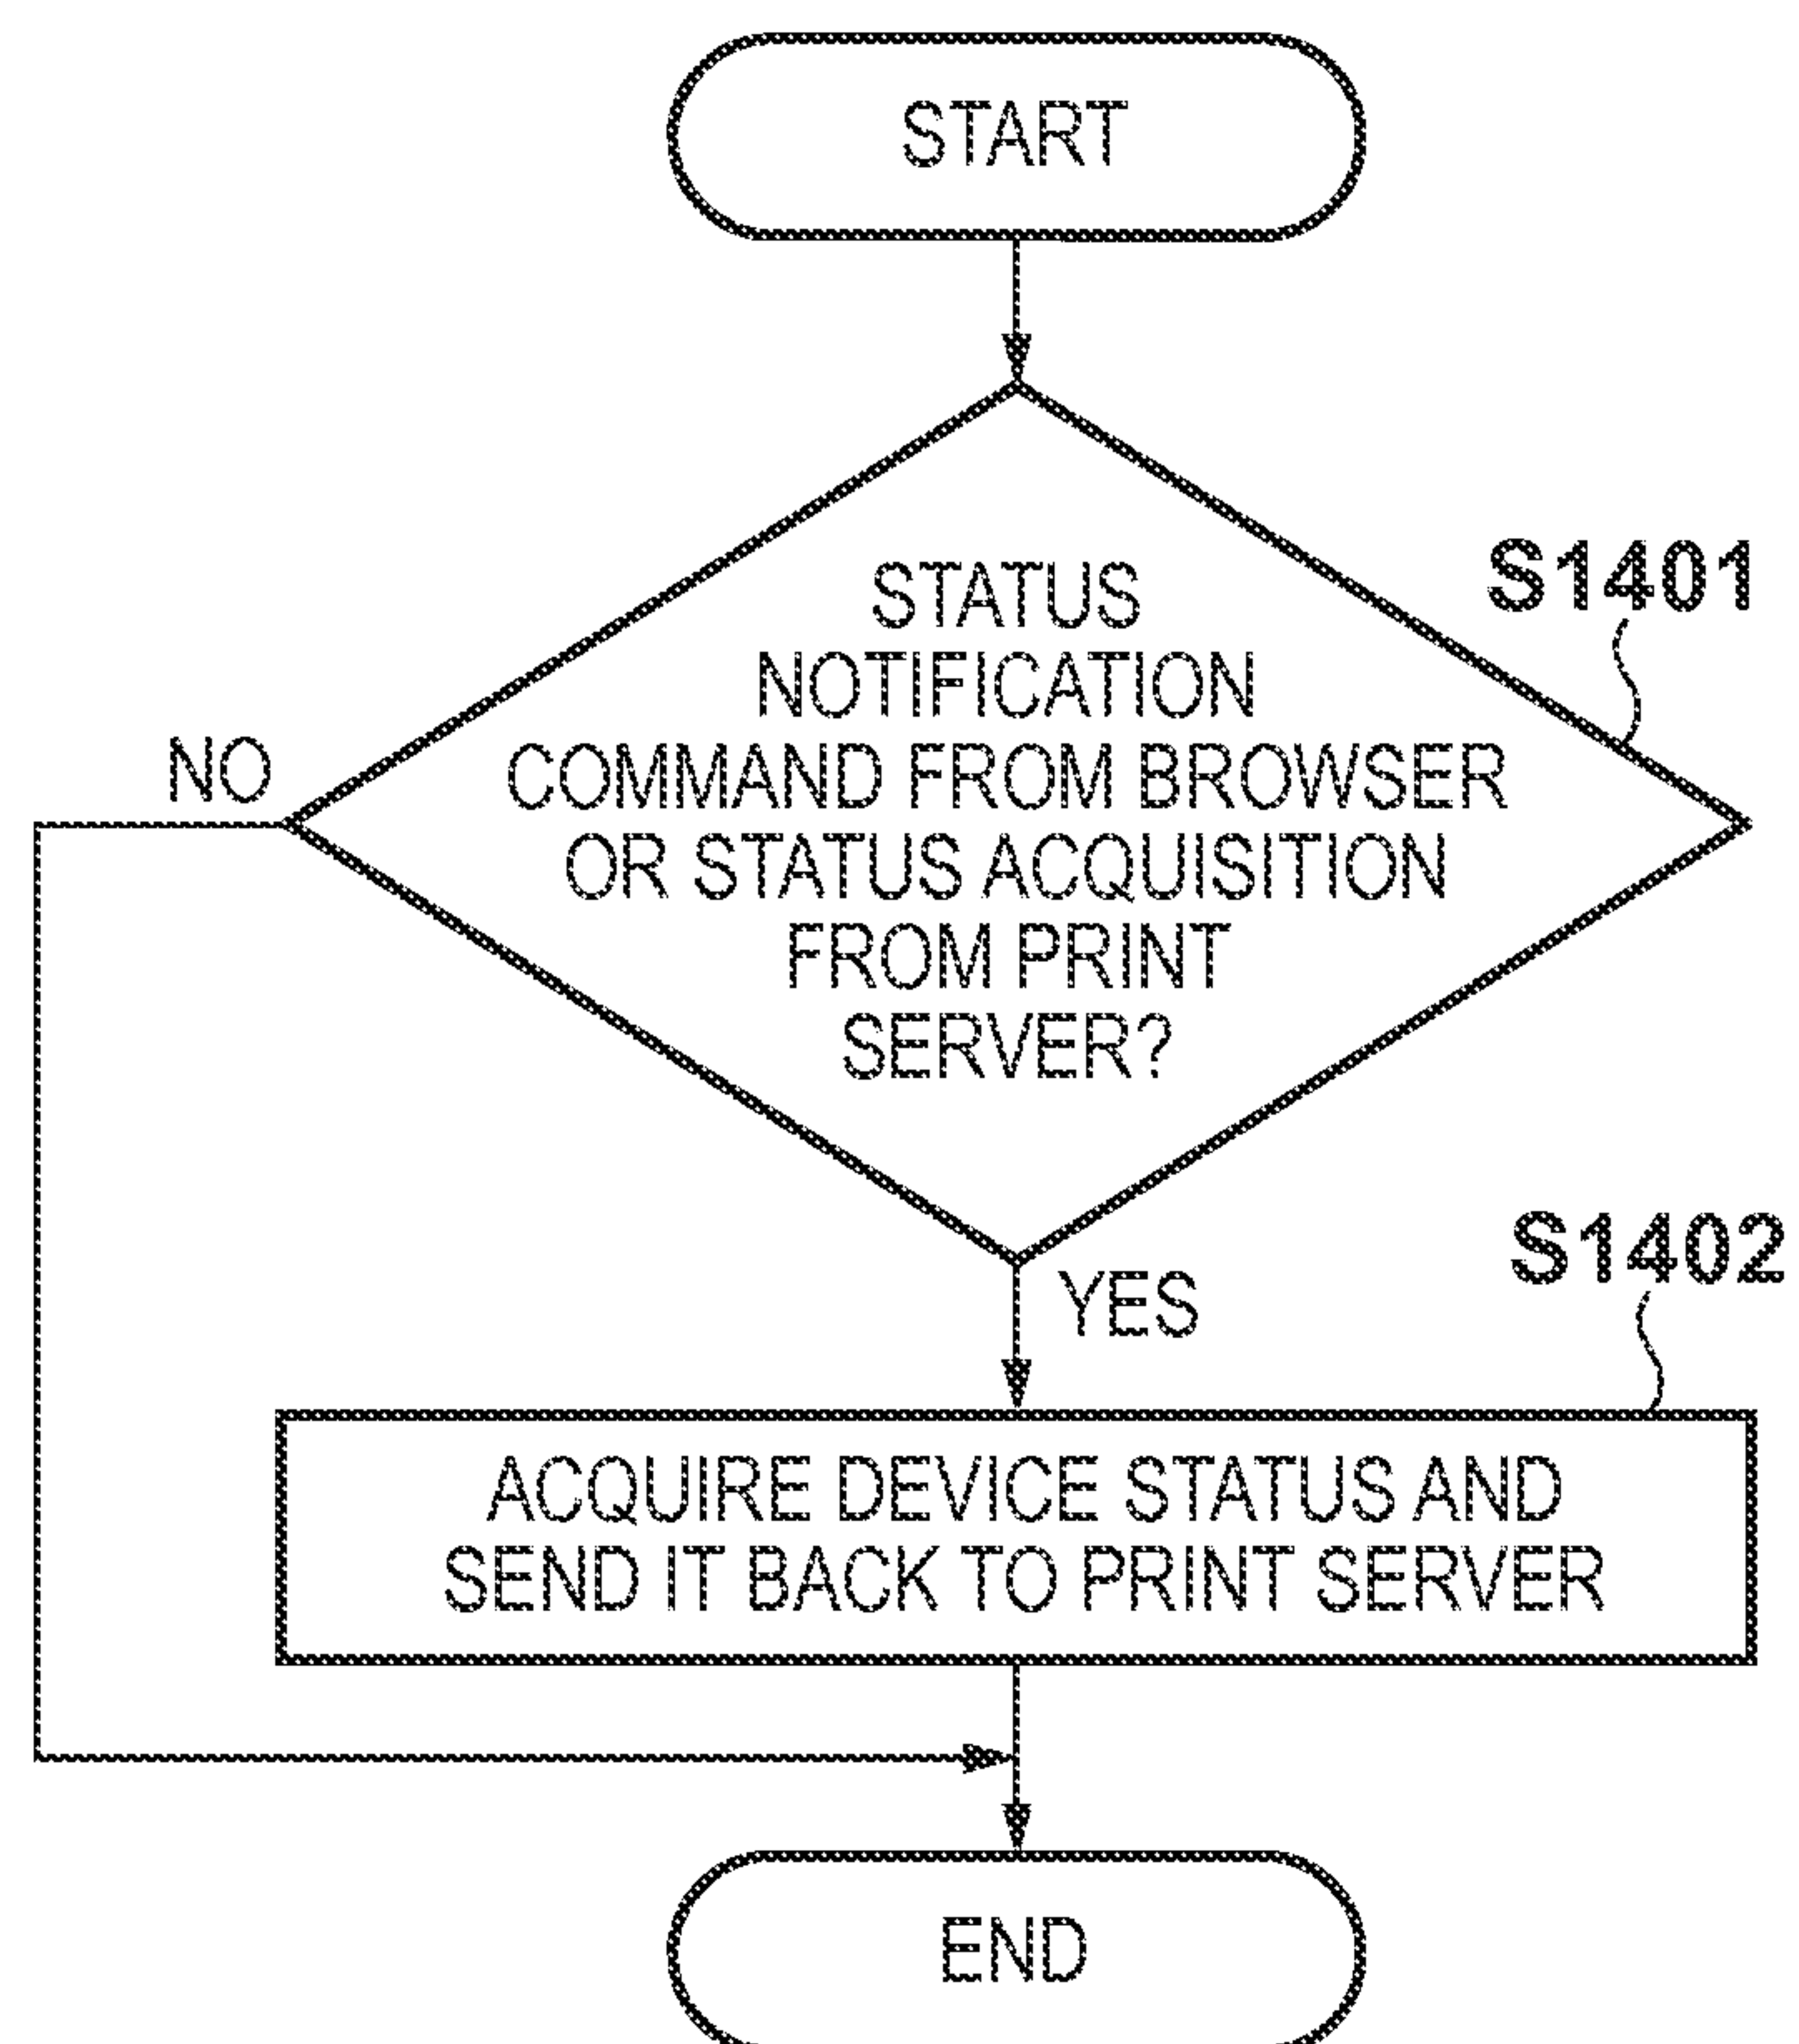 START
STATUS
NOTIFICATION
S1401
NO
COMMAND FROM BROWSER
OR STATUS ACQUISITION
FROM PRINT
SERVER?
YES
S1402
ACQUIRE DEVICE STATUS AND
SEND IT BACK TO PRINT SERVER
END